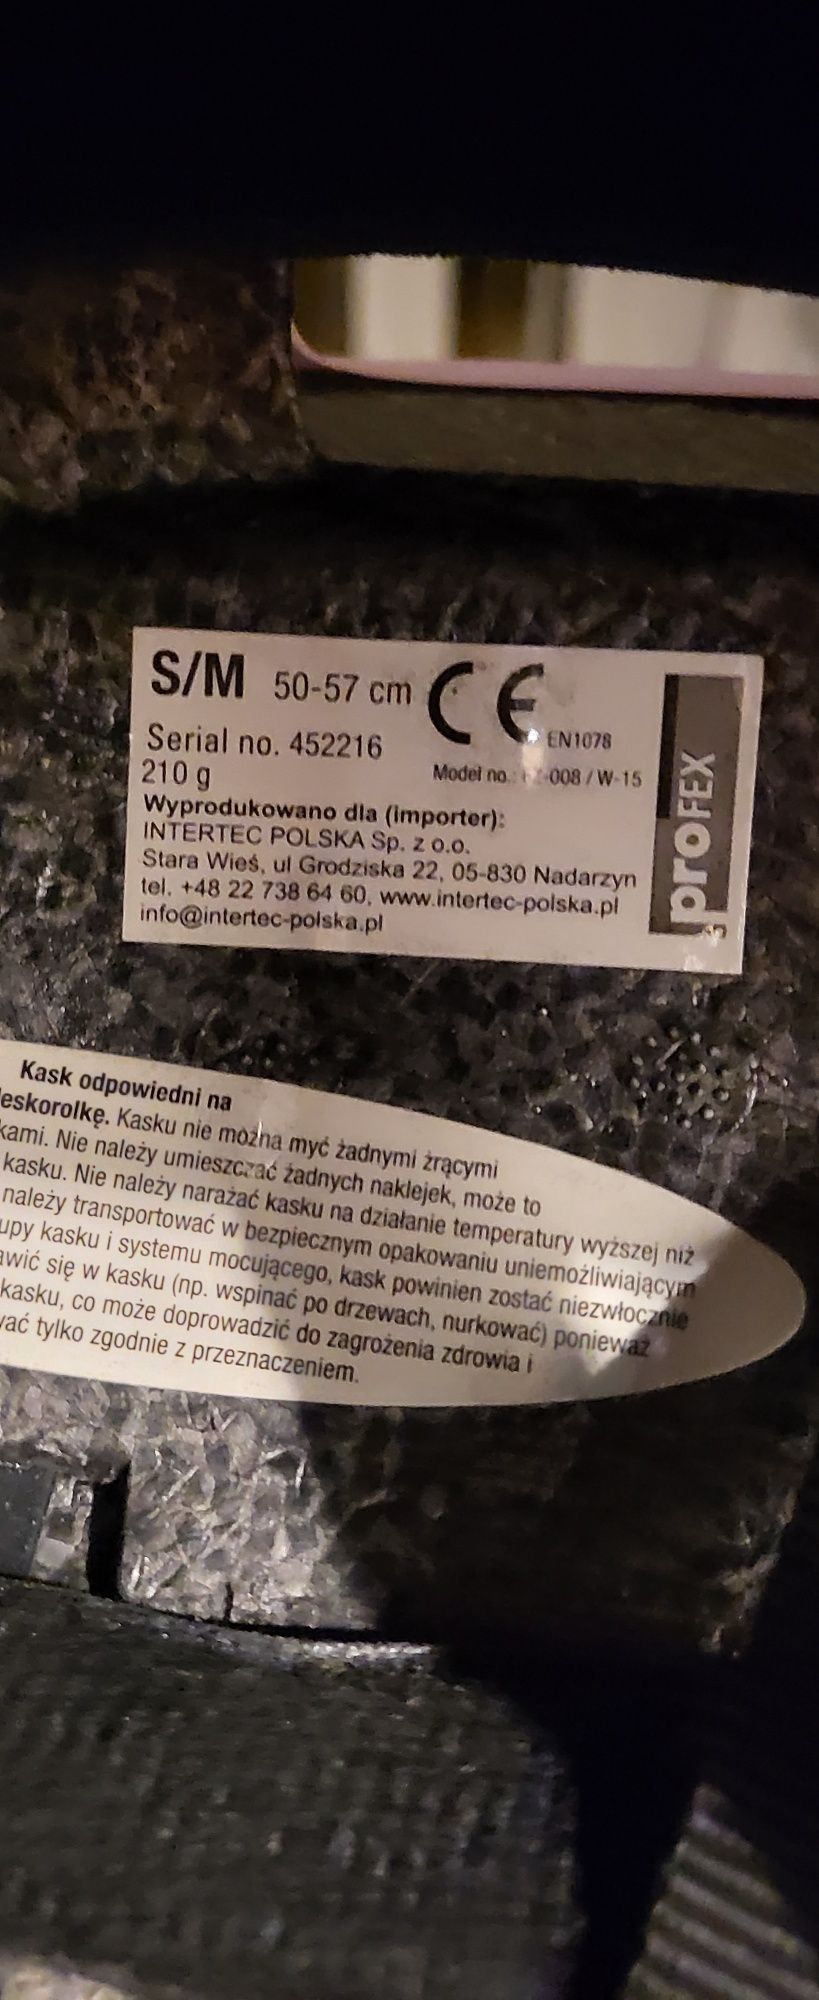 S/M 50-57 cm CE EN1078
Serial no. 452216
210 g Model no.: -008 / W-15
Wyprodukowano dla (importer):
INTERTEC POLSKA Sp. z o.o.
Stara Wieś, ul Grodziska 22, 05-830 Nadarzyn
tel. +48 22 738 64 60, www.intertec-polska.pl
info@intertec-polska.pl
proFEX
3
Kask odpowiedni na
eskorolkę. Kasku nie można myć żadnymi żrącymi
kami. Nie należy umieszczać żadnych naklejek, może to
kasku. Nie należy narażać kasku na działanie temperatury wyższej niż
należy transportować w bezpiecznym opakowaniu uniemożliwiającym
upy kasku i systemu mocującego, kask powinien zostać niezwłocznie
awić się w kasku (np. wspinać po drzewach, nurkować) ponieważ
kasku, co może doprowadzić do zagrożenia zdrowia i
wać tylko zgodnie z przeznaczeniem.